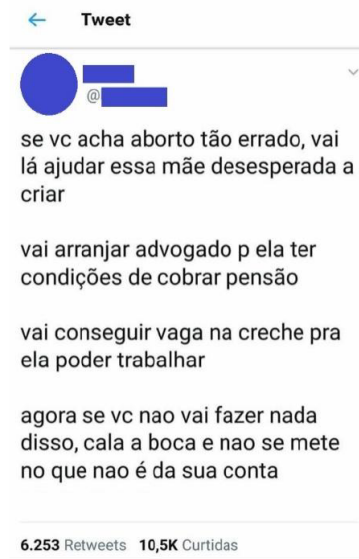 Tweet
@
se vc acha aborto tão errado, vai
lá ajudar essa mãe desesperada a
criar
vai arranjar advogado p ela ter
condições de cobrar pensão
vai conseguir vaga na creche pra
ela poder trabalhar
agora se vc nao vai fazer nada
disso, cala a boca e nao se mete
no que nao é da sua conta
6.253 Retweets 10,5K Curtidas